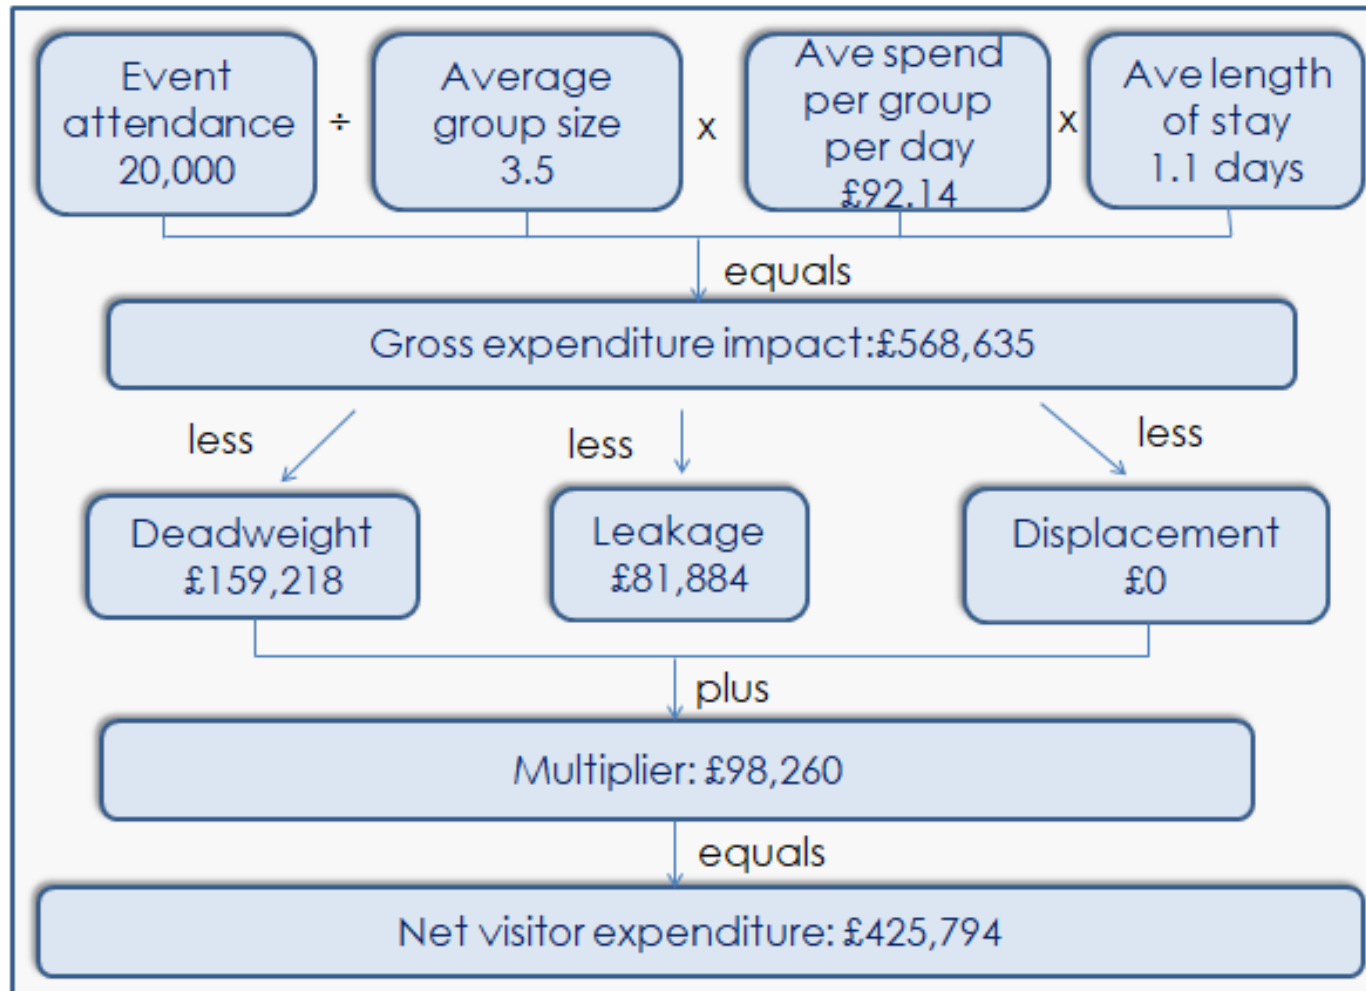 Event
attendance
20,000
÷
Average
group size
3.5
x
Ave spend
per group
per day
£92.14
x
Ave length
of stay
1.1 days
equals
Gross expenditure impact:£568,635
less
less
less
Deadweight
£159,218
Leakage
£81,884
Displacement
£0
plus
Multiplier: £98,260
equals
Net visitor expenditure: £425,794